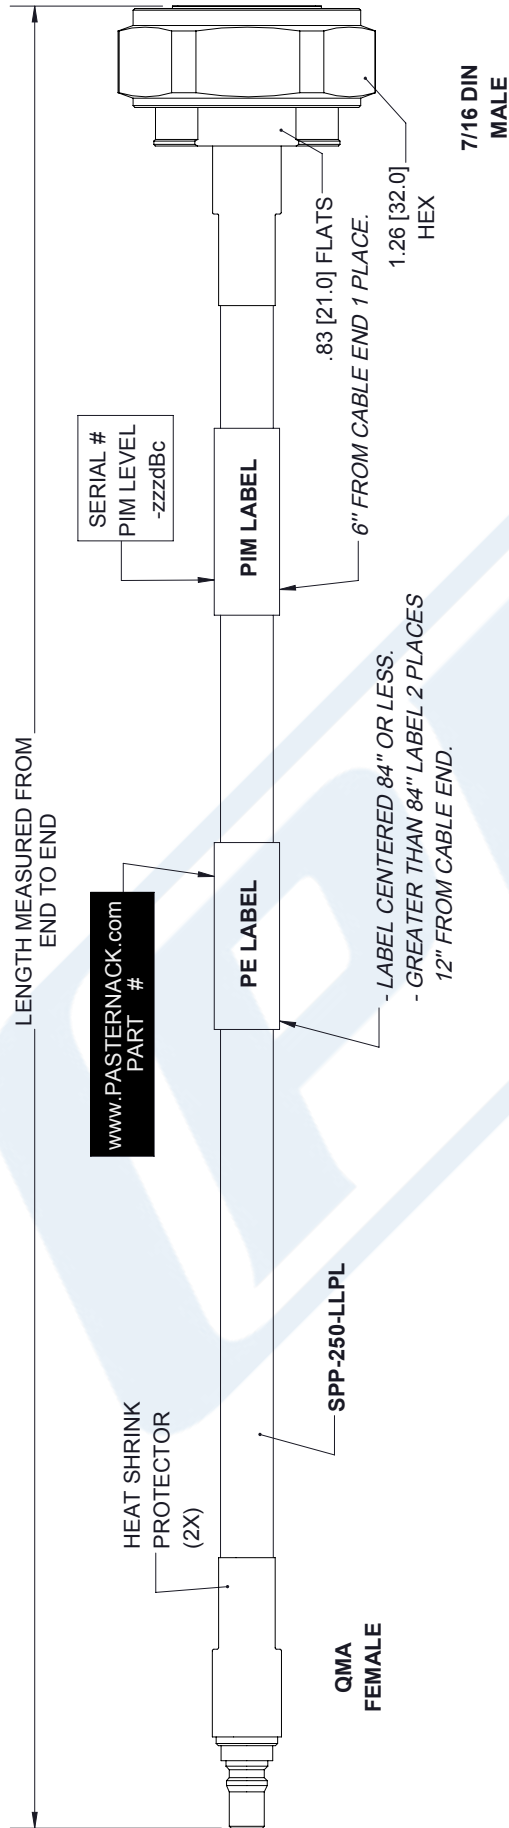 LENGTH MEASURED FROM
END TO END
HEAT SHRINK
PROTECTOR
(2X)
www.PASTERNACK.com
PART #
SERIAL #
PIM LEVEL
-zzzdBc
PE LABEL
PIM LABEL
QMA
FEMALE
SPP-250-LLPL
- LABEL CENTERED 84" OR LESS.
- GREATER THAN 84" LABEL 2 PLACES
12" FROM CABLE END.
6" FROM CABLE END 1 PLACE.
.83 [21.0] FLATS
1.26 [32.0]
HEX
7/16 DIN
MALE